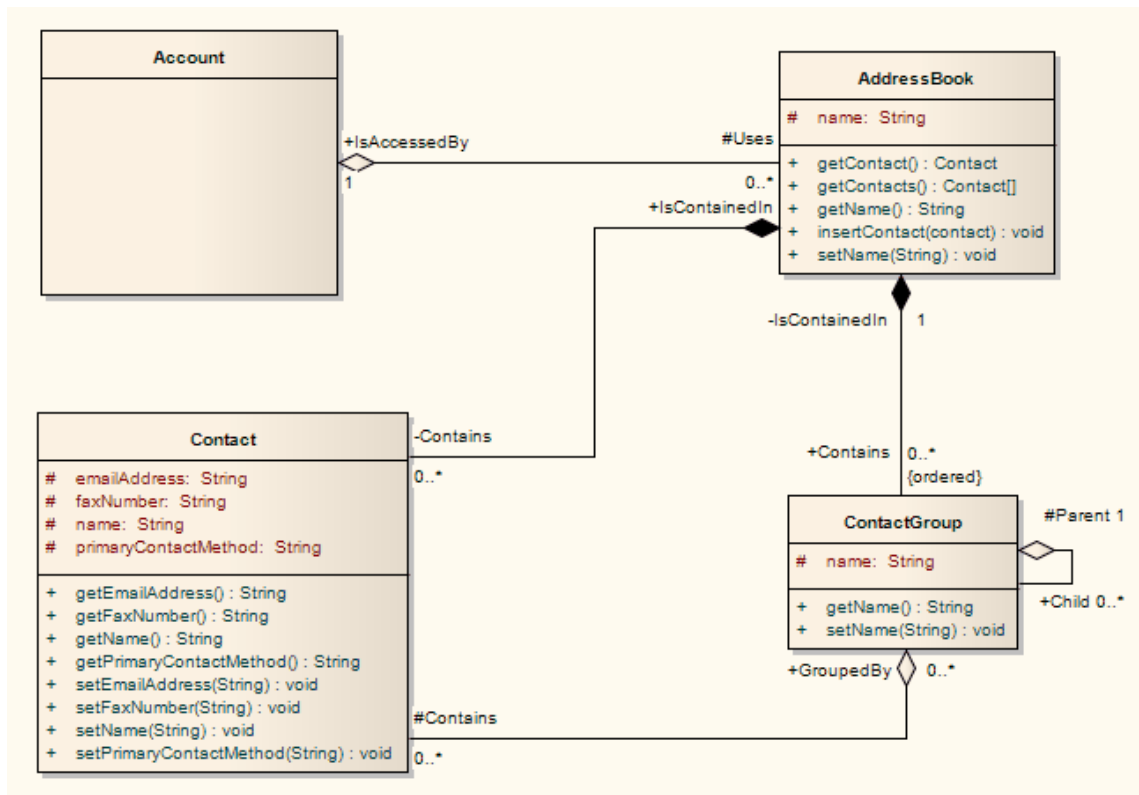 Account
+IsAccessedBy
1
#Uses
0..*
AddressBook
# name: String
+ getContact() : Contact
+ getContacts() : Contact[]
+ getName() : String
+ insertContact(contact) : void
+ setName(String) : void
+IsContainedIn
-IsContainedIn 1
Contact
# emailAddress: String
# faxNumber: String
# name: String
# primaryContactMethod: String
+ getEmailAddress() : String
+ getFaxNumber() : String
+ getName() : String
+ getPrimaryContactMethod() : String
+ setEmailAddress(String) : void
+ setFaxNumber(String) : void
+ setName(String) : void
+ setPrimaryContactMethod(String) : void
-Contains
0..*
+Contains 0..*
{ordered}
ContactGroup
# name: String
+ getName() : String
+ setName(String) : void
#Parent 1
+Child 0..*
+GroupedBy 0..*
#Contains
0..*